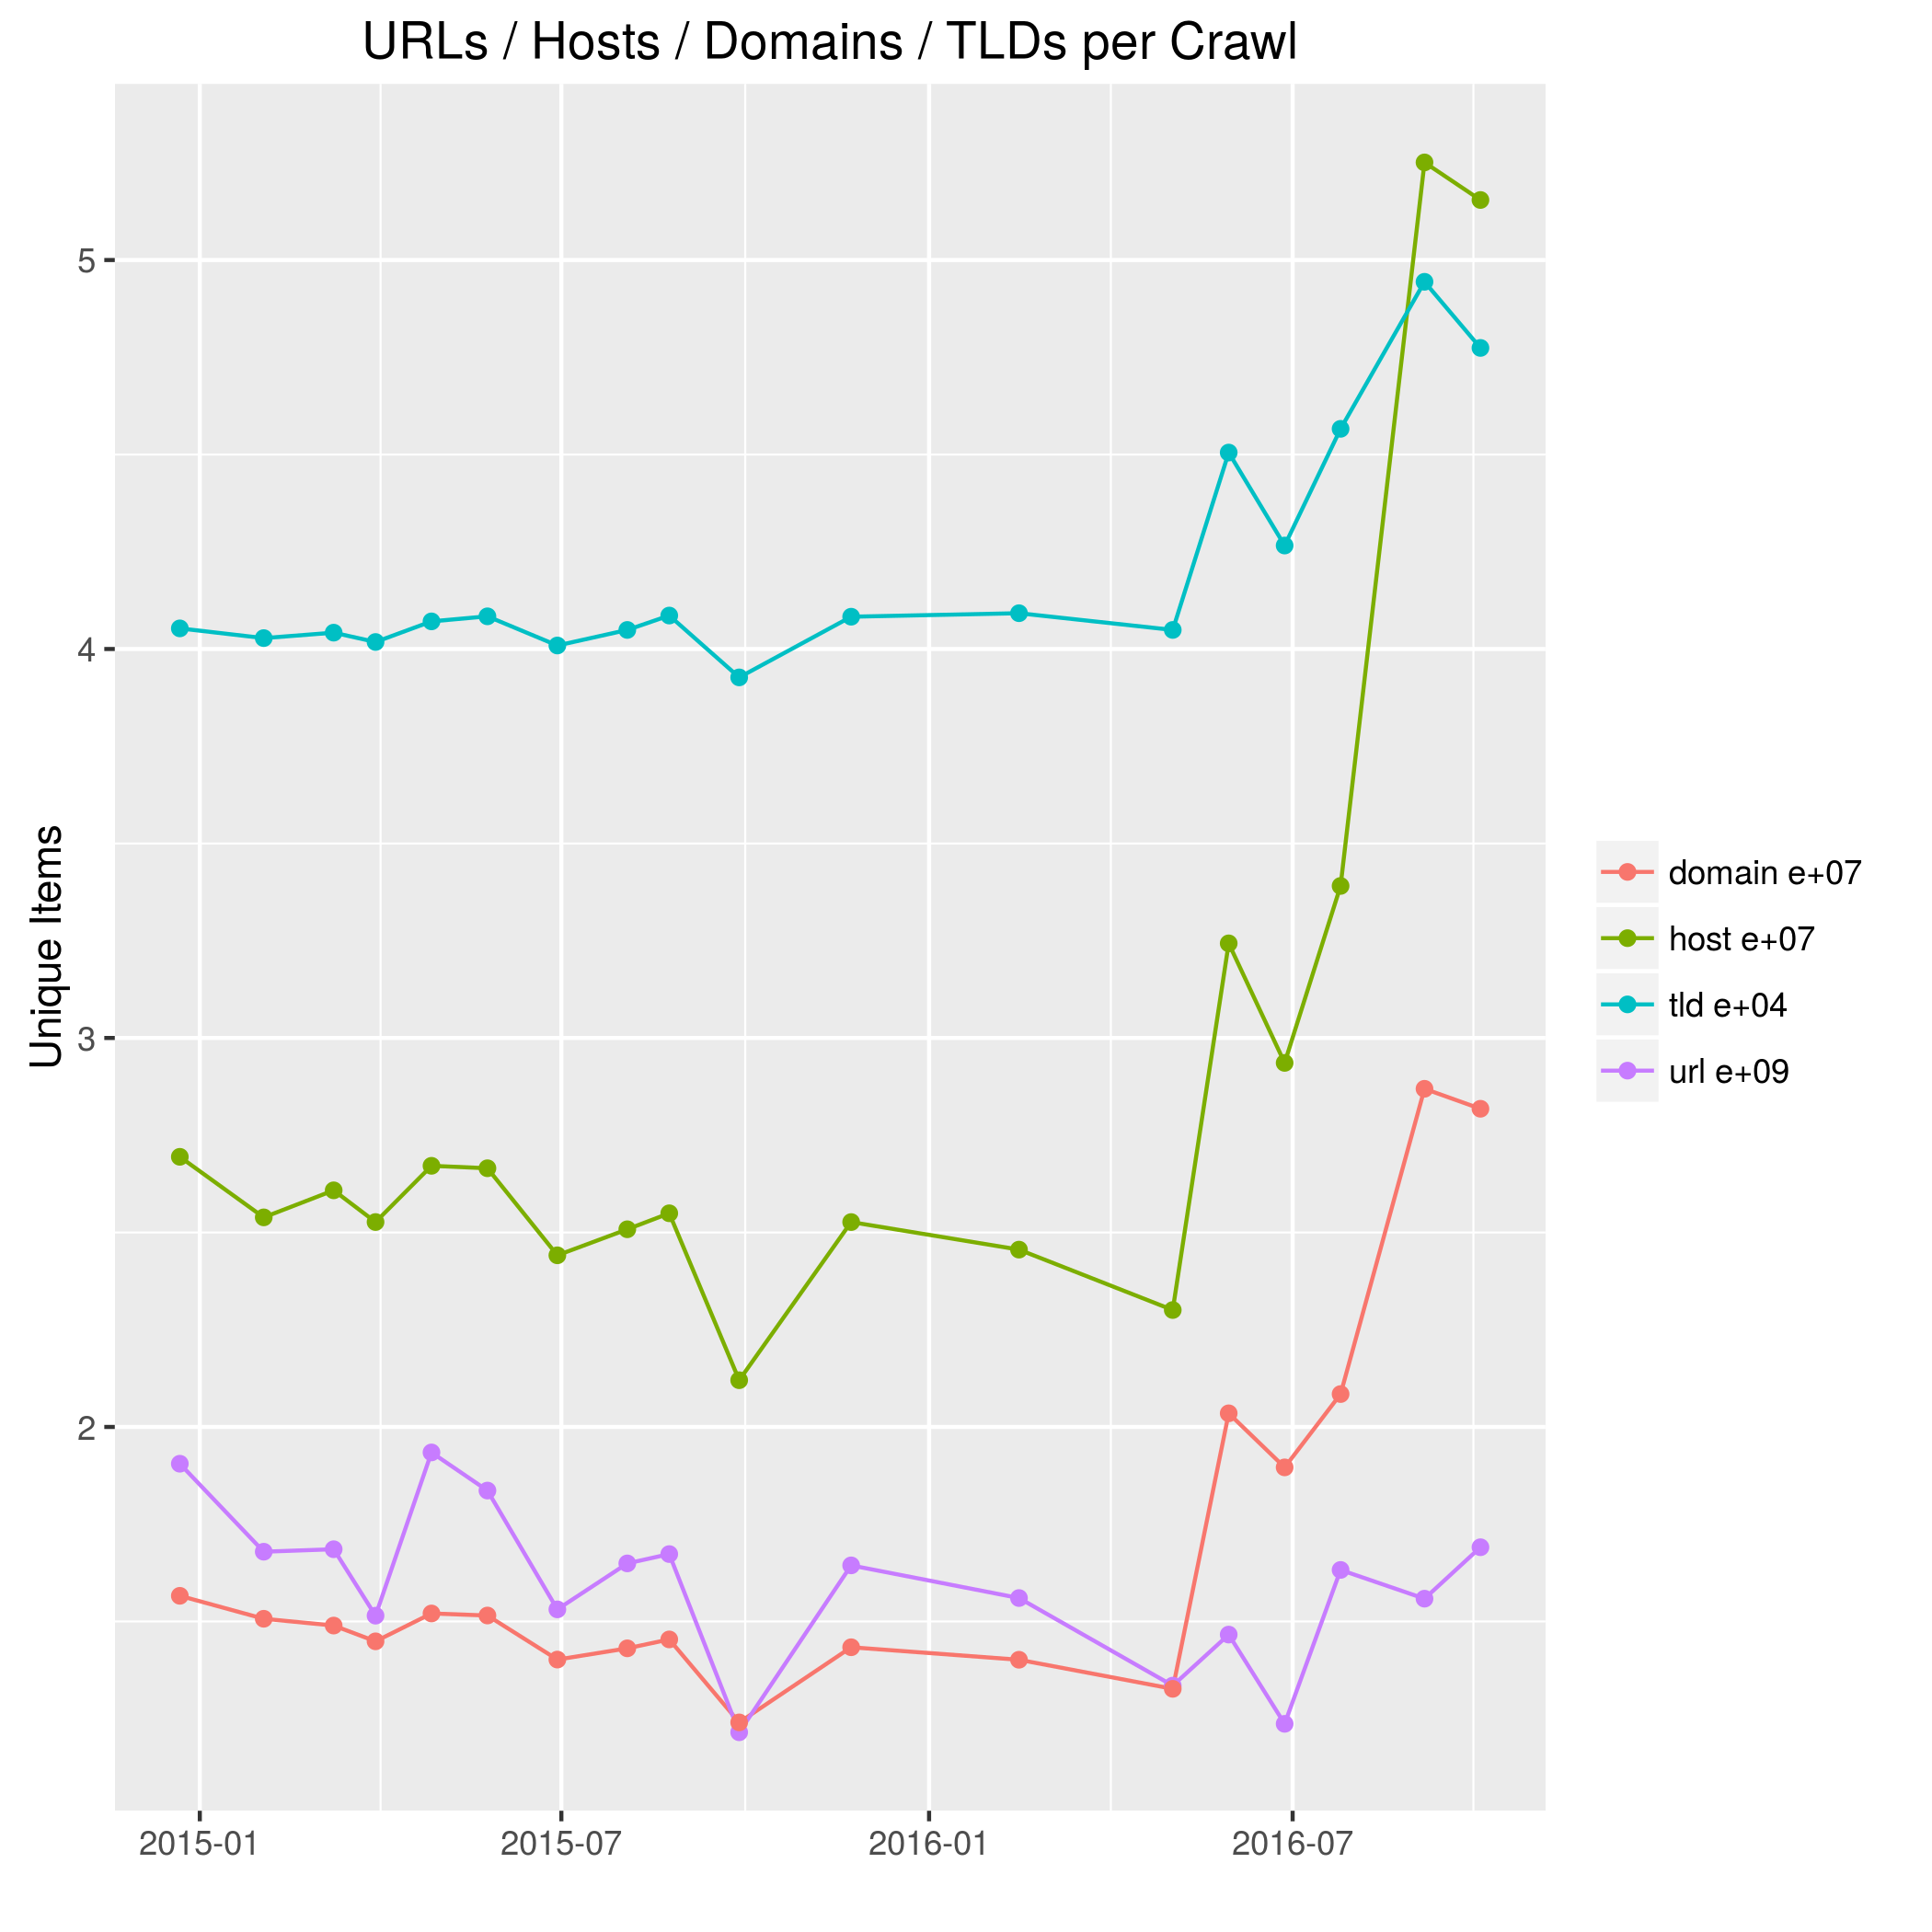 URLs / Hosts / Domains / TLDs per Crawl
Unique Items
5
4
3
2
2015-01
2015-07
2016-01
2016-07
domain e+07
host e+07
tld e+04
url e+09